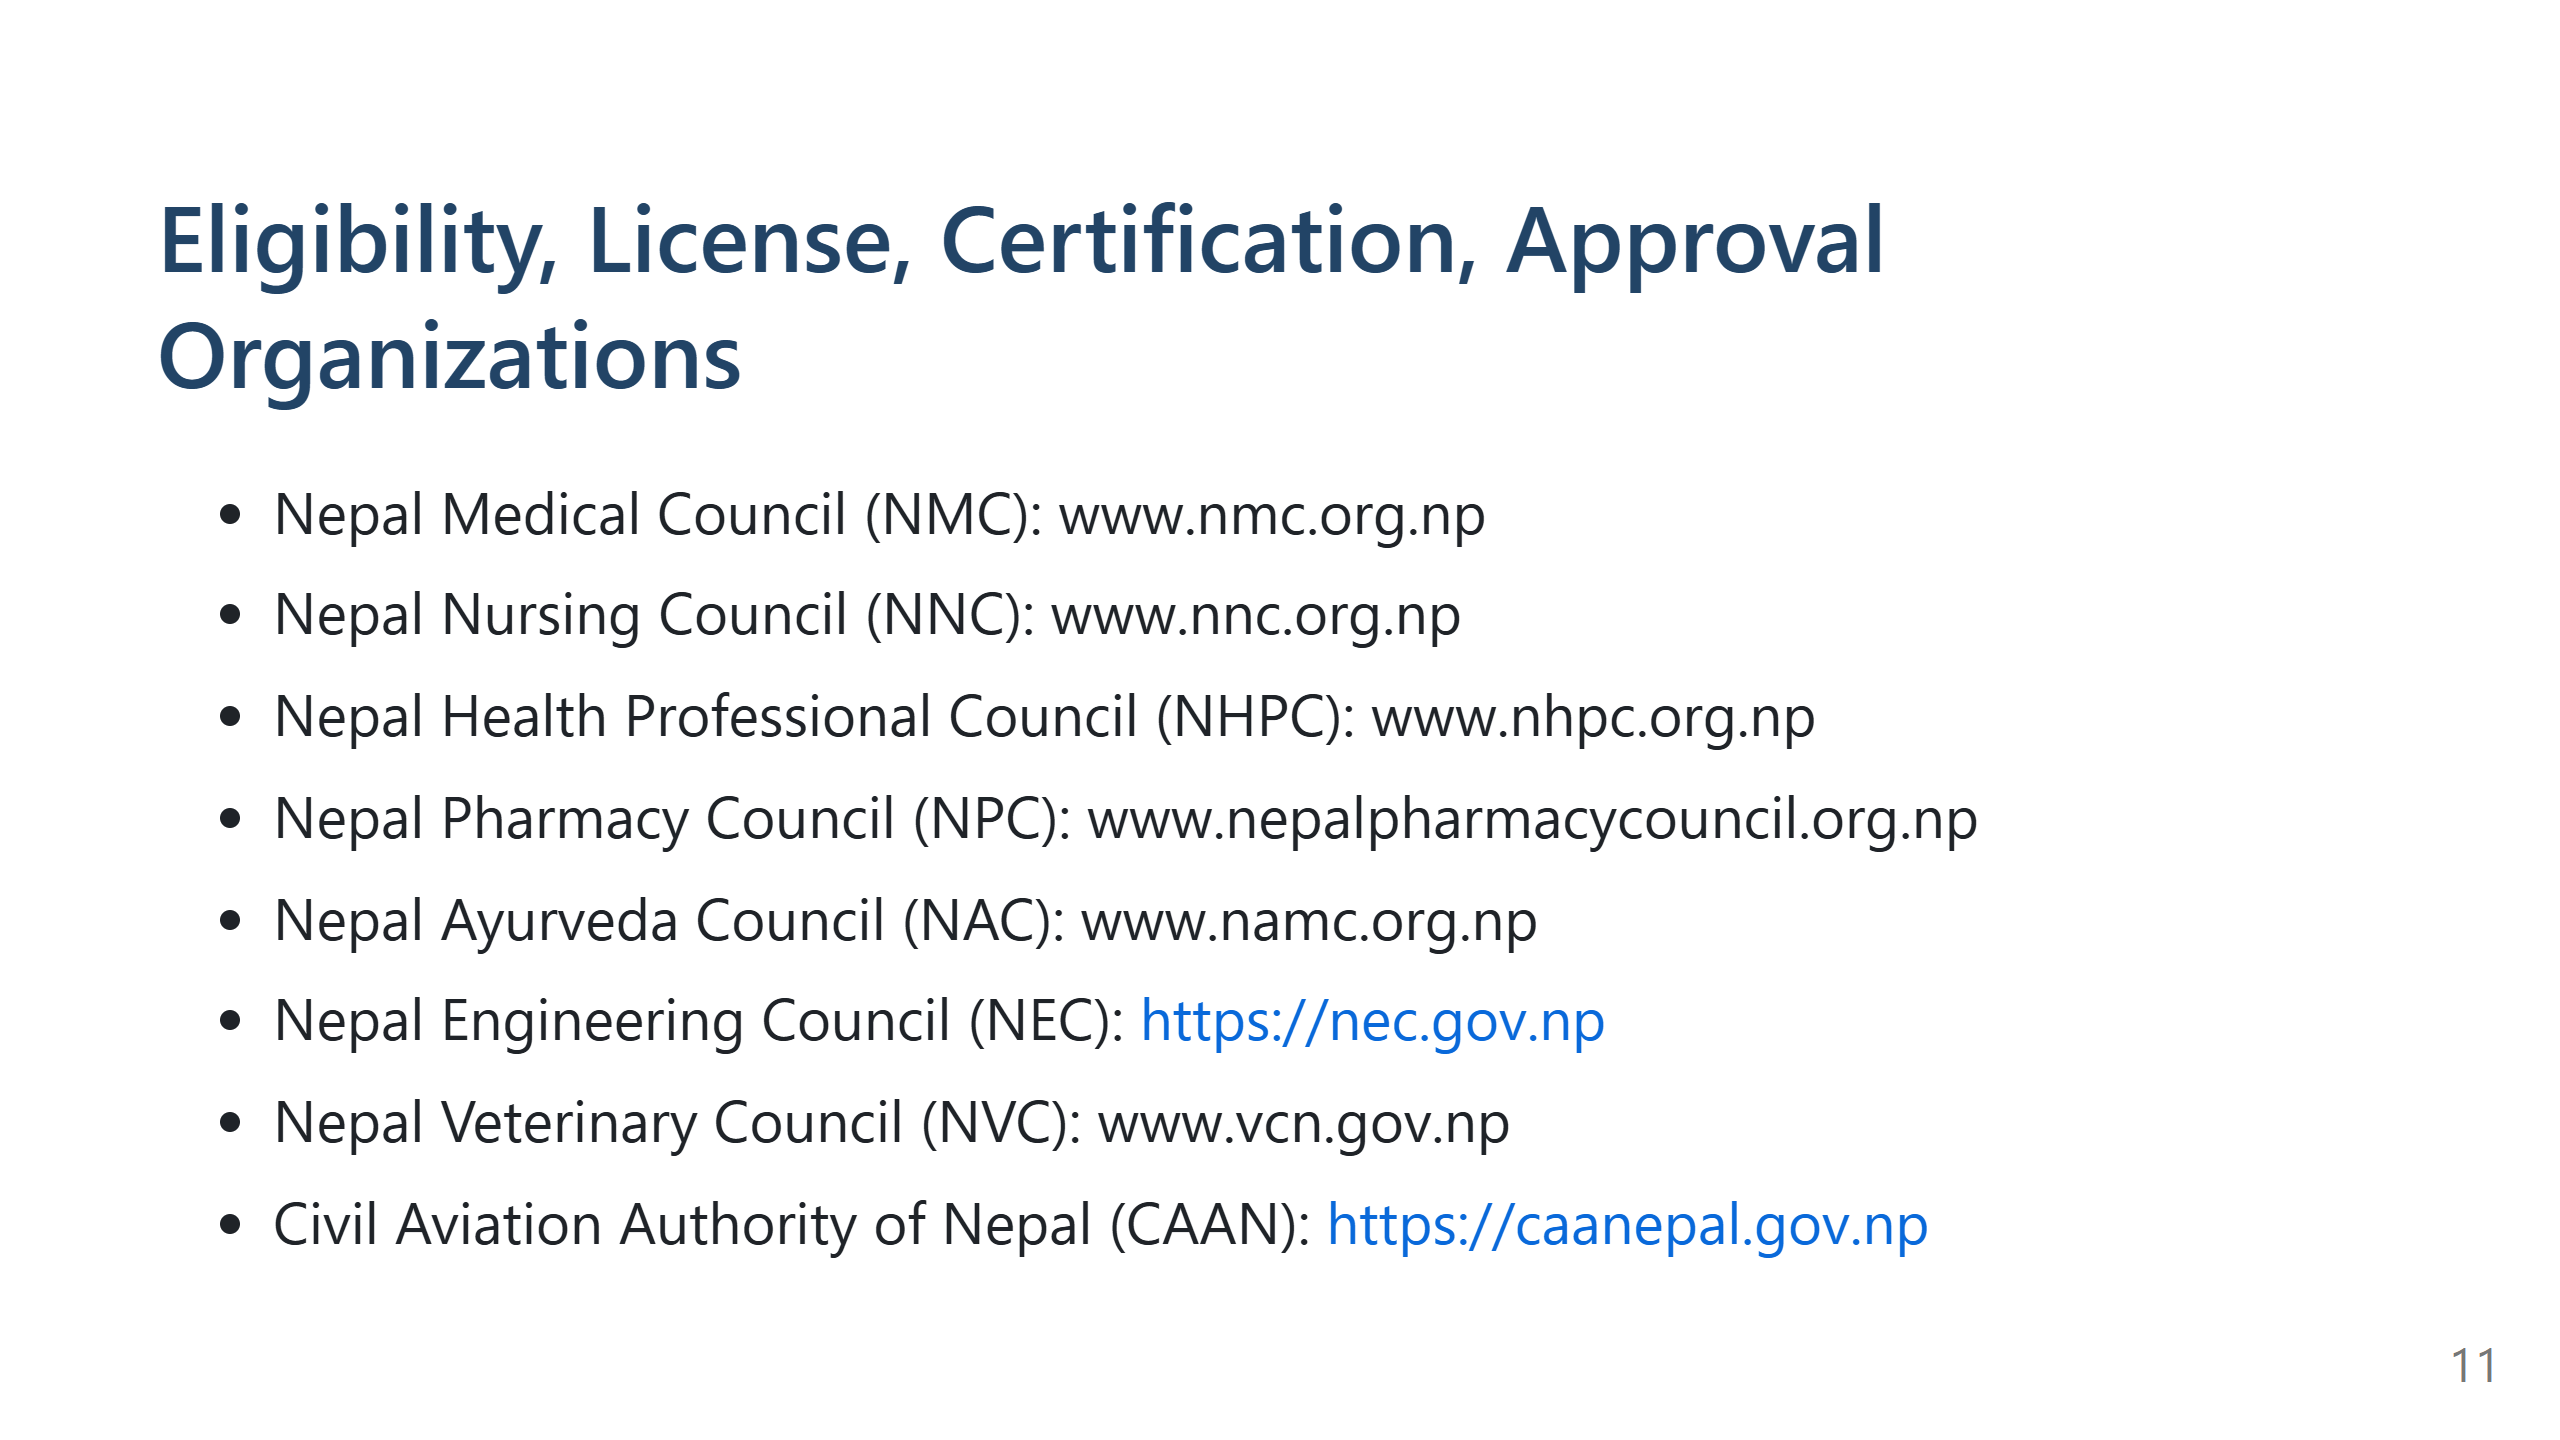 Eligibility, License, Certification, Approval
Organizations
• Nepal Medical Council (NMC): www.nmc.org.np
• Nepal Nursing Council (NNC): www.nnc.org.np
• Nepal Health Professional Council (NHPC): www.nhpc.org.np
• Nepal Pharmacy Council (NPC): www.nepalpharmacycouncil.org.np
• Nepal Ayurveda Council (NAC): www.namc.org.np
• Nepal Engineering Council (NEC): https://nec.gov.np
• Nepal Veterinary Council (NVC): www.vcn.gov.np
• Civil Aviation Authority of Nepal (CAAN): https://caanepal.gov.np
11